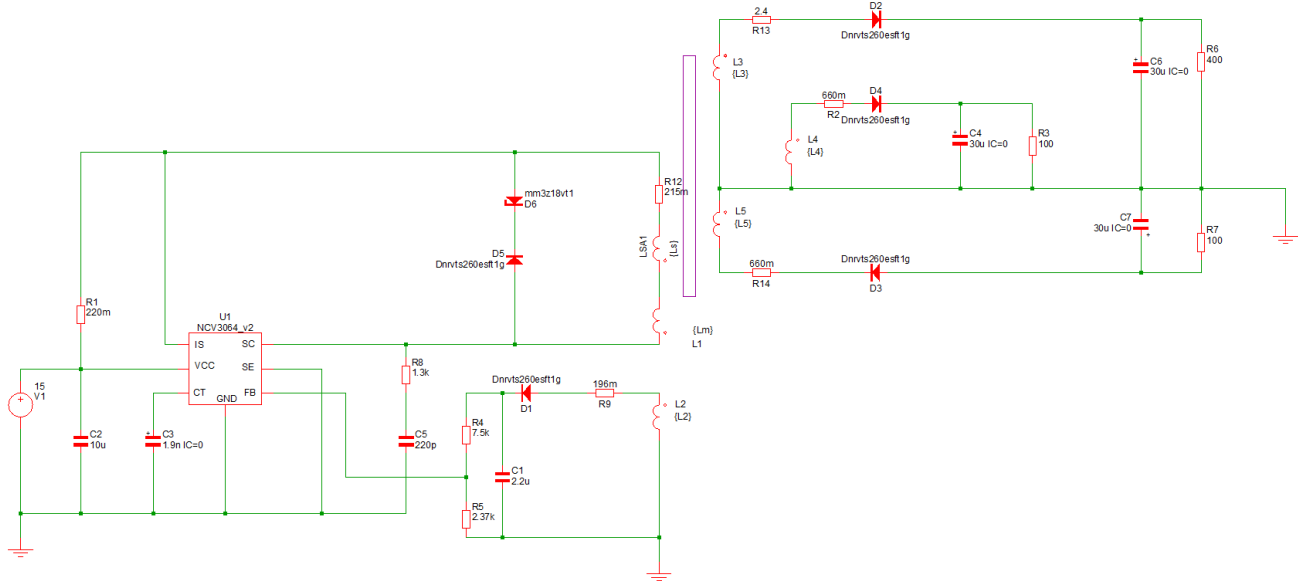 2.4
R13
D2
Dnrvts260esft1g
L3
{L3}
C6
30u IC=0
R6
400
660m
R2
D4
Dnrvts260esft1g
L4
{L4}
C4
30u IC=0
R3
100
R12
215m
mm3z18vt1
D6
D5
Dnrvts260esft1g
LSA1
{Ls}
L5
{L5}
C7
30u IC=0
R7
100
660m
R14
Dnrvts260esft1g
D3
R1
220m
U1
NCV3064_v2
IS
SC
VCC
SE
CT
FB
GND
{Lm}
L1
R8
1.3k
15
V1
C2
10u
C3
1.9n IC=0
C5
220p
Dnrvts260esft1g
D1
196m
R9
L2
{L2}
R4
7.5k
C1
2.2u
R5
2.37k